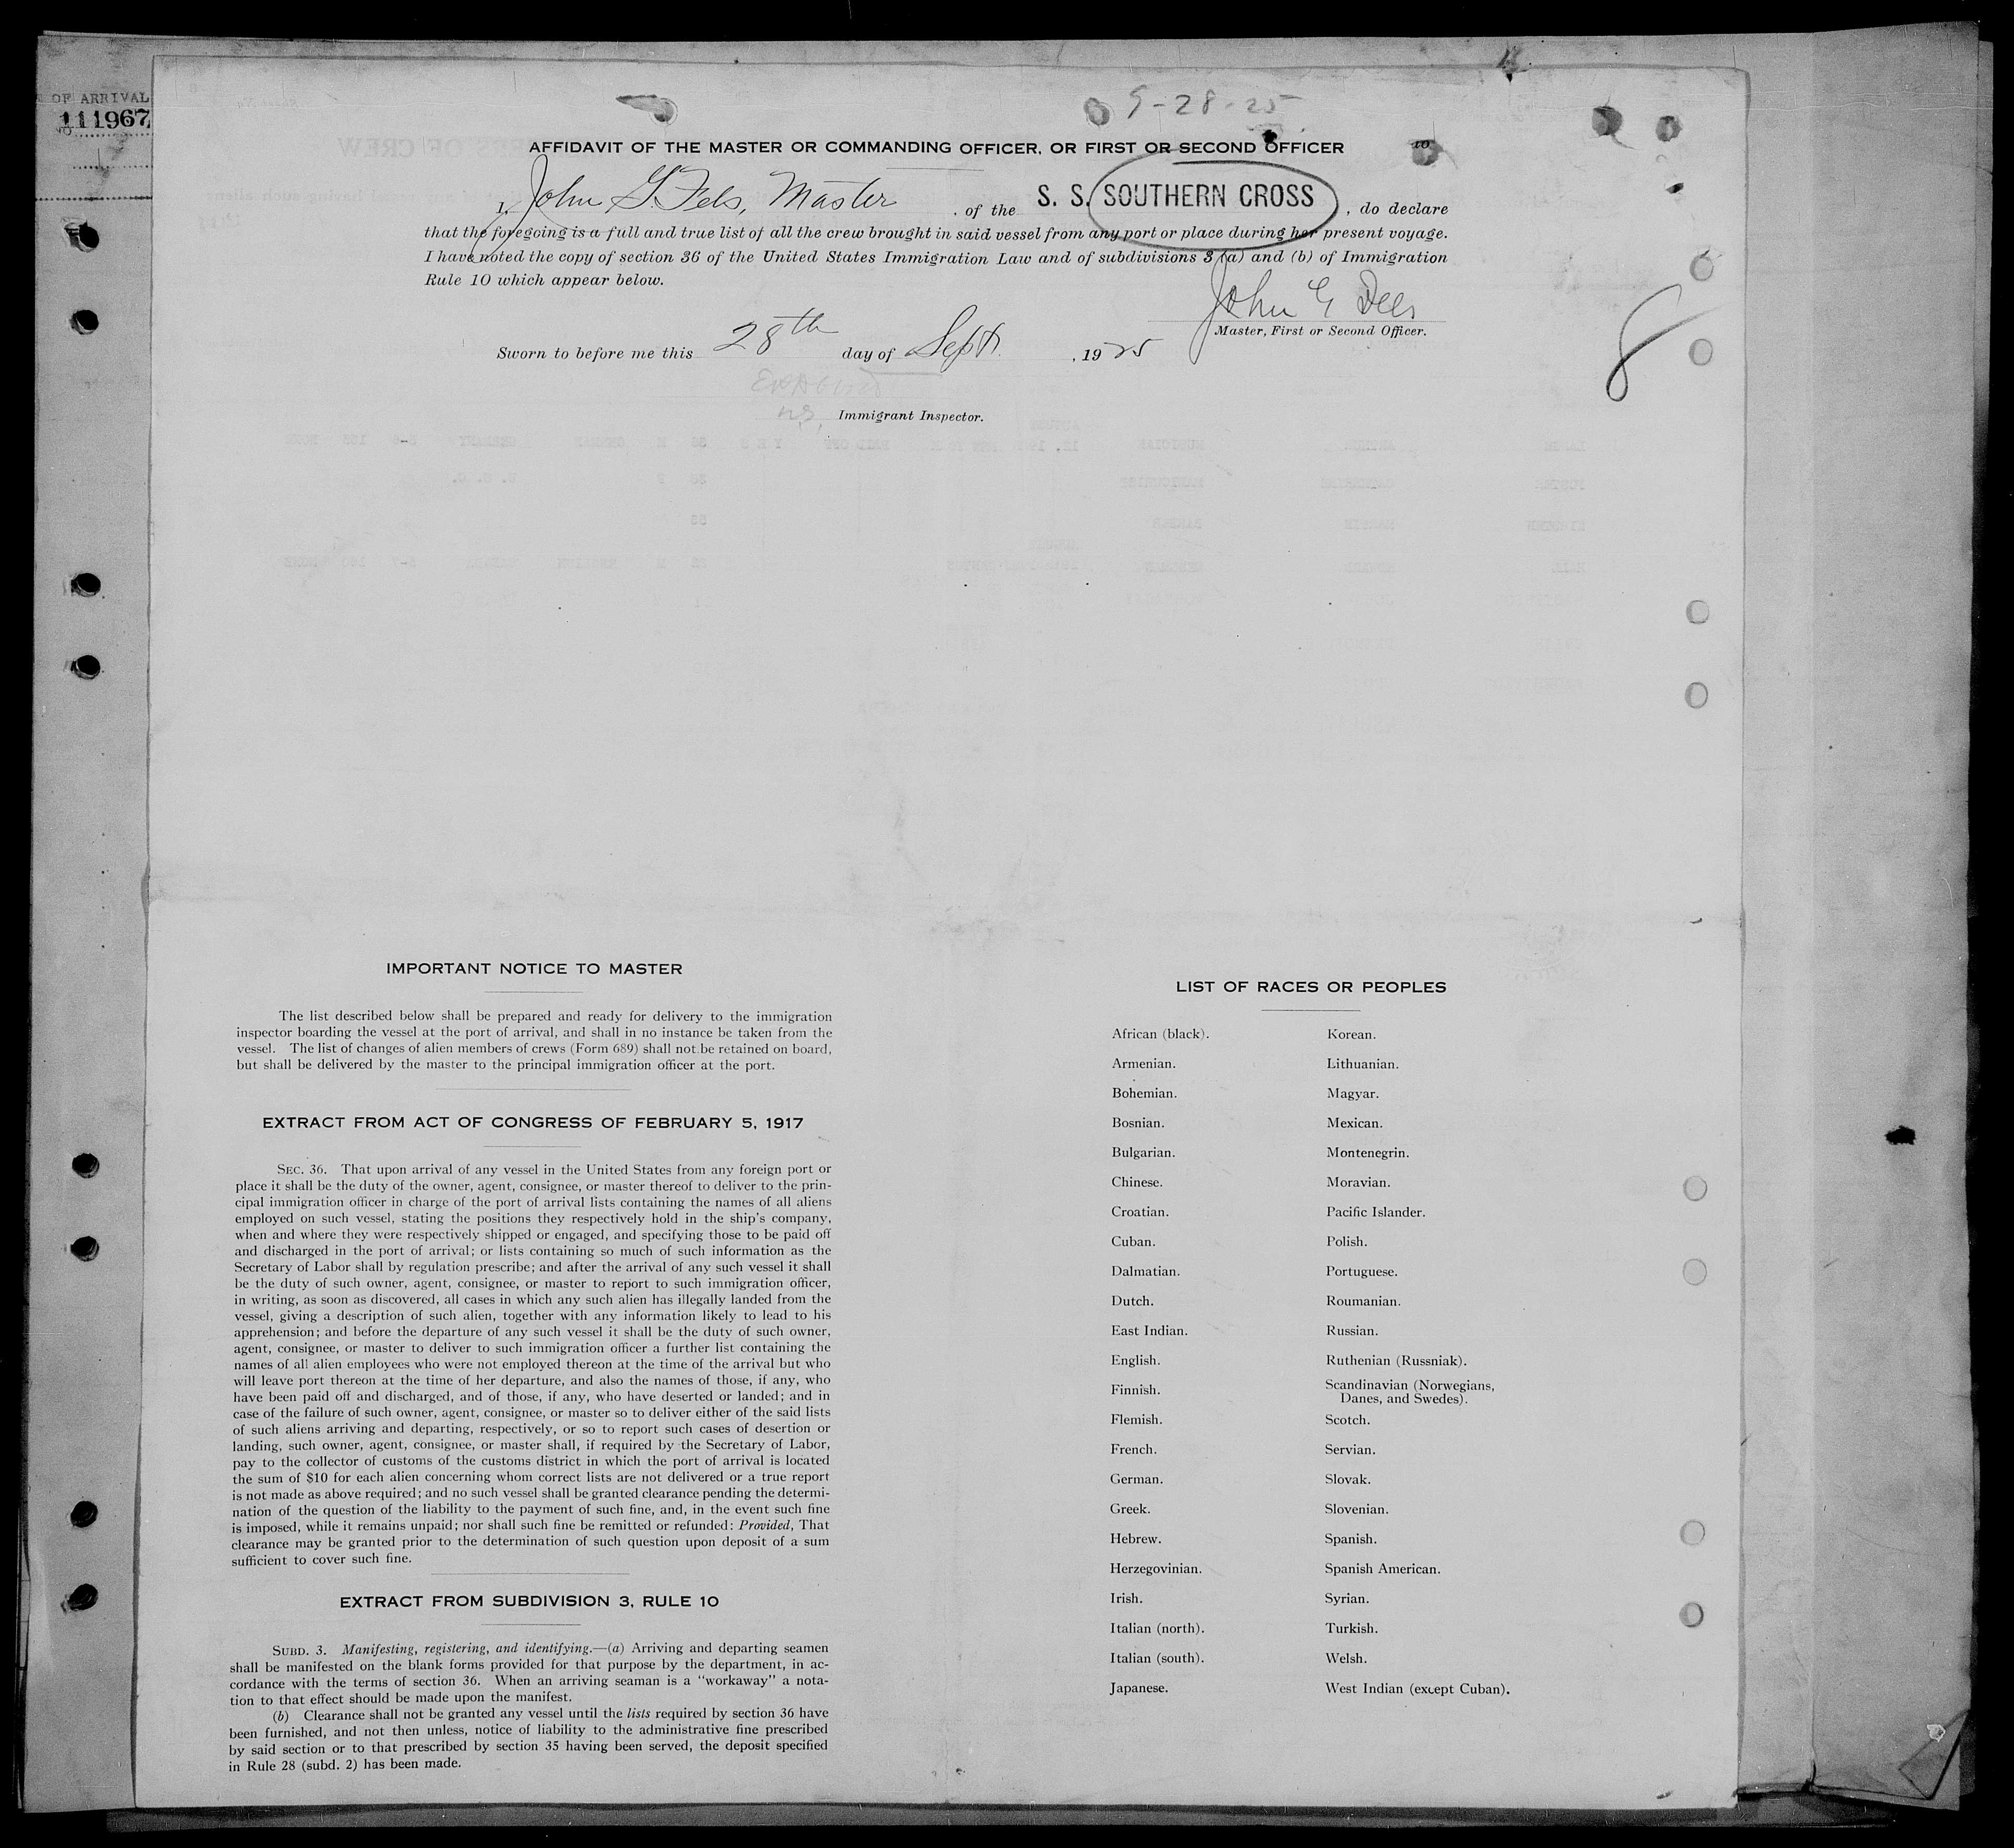 OF ARRIVAL
111967
9-28-25
AFFIDAVIT OF THE MASTER OR COMMANDING OFFICER, OR FIRST OR SECOND OFFICER
I, John G. Fels, Master, of the S. S. SOUTHERN CROSS, do declare
that the foregoing is a full and true list of all the crew brought in said vessel from any port or place during her present voyage.
I have noted the copy of section 36 of the United States Immigration Law and of subdivisions 3 (a) and (b) of Immigration
Rule 10 which appear below.
John G
Master, First or Second Officer.
8
Sworn to before me this 28th day of Sept, 1925
Immigrant Inspector.
IMPORTANT NOTICE TO MASTER
The list described below shall be prepared and ready for delivery to the immigration
inspector boarding the vessel at the port of arrival, and shall in no instance be taken from the
vessel. The list of changes of alien members of crews (Form 689) shall not be retained on board,
but shall be delivered by the master to the principal immigration officer at the port.
EXTRACT FROM ACT OF CONGRESS OF FEBRUARY 5, 1917
SEC. 36. That upon arrival of any vessel in the United States from any foreign port or
place it shall be the duty of the owner, agent, consignee, or master thereof to deliver to the prin-
cipal immigration officer in charge of the port of arrival lists containing the names of all aliens
employed on such vessel, stating the positions they respectively hold in the ship's company,
when and where they were respectively shipped or engaged, and specifying those to be paid off
and discharged in the port of arrival; or lists containing so much of such information as the
Secretary of Labor shall by regulation prescribe; and after the arrival of any such vessel it shall
be the duty of such owner, agent, consignee, or master to report to such immigration officer,
in writing, as soon as discovered, all cases in which any such alien has illegally landed from the
vessel, giving a description of such alien, together with any information likely to lead to his
apprehension; and before the departure of any such vessel it shall be the duty of such owner,
agent, consignee, or master to deliver to such immigration officer a further list containing the
names of all alien employees who were not employed thereon at the time of the arrival but who
will leave port thereon at the time of her departure, and also the names of those, if any, who
have been paid off and discharged, and of those, if any, who have deserted or landed; and in
case of the failure of such owner, agent, consignee, or master so to deliver either of the said lists
of such aliens arriving and departing, respectively, or so to report such cases of desertion or
landing, such owner, agent, consignee, or master shall, if required by the Secretary of Labor,
pay to the collector of customs of the customs district in which the port of arrival is located
the sum of $10 for each alien concerning whom correct lists are not delivered or a true report
is not made as above required; and no such vessel shall be granted clearance pending the determi-
nation of the question of the liability to the payment of such fine, and, in the event such fine
is imposed, while it remains unpaid; nor shall such fine be remitted or refunded: Provided, That
clearance may be granted prior to the determination of such question upon deposit of a sum
sufficient to cover such fine.
EXTRACT FROM SUBDIVISION 3, RULE 10
SUBD. 3. Manifesting, registering, and identifying.—(a) Arriving and departing seamen
shall be manifested on the blank forms provided for that purpose by the department, in ac-
cordance with the terms of section 36. When an arriving seaman is a "workaway" a nota-
tion to that effect should be made upon the manifest.
(b) Clearance shall not be granted any vessel until the lists required by section 36 have
been furnished, and not then unless, notice of liability to the administrative fine prescribed
by said section or to that prescribed by section 35 having been served, the deposit specified
in Rule 28 (subd. 2) has been made.
LIST OF RACES OR PEOPLES
African (black).
Armenian.
Bohemian.
Bosnian.
Bulgarian.
Chinese.
Croatian.
Cuban.
Dalmatian.
Dutch.
East Indian.
English.
Finnish.
Flemish.
French.
German.
Greek.
Hebrew.
Herzegovinian.
Irish.
Italian (north).
Italian (south).
Japanese.
Korean.
Lithuanian.
Magyar.
Mexican.
Montenegrin.
Moravian.
Pacific Islander.
Polish.
Portuguese.
Roumanian.
Russian.
Ruthenian (Russniak).
Scandinavian (Norwegians,
Danes, and Swedes).
Scotch.
Servian.
Slovak.
Slovenian.
Spanish.
Spanish American.
Syrian.
Turkish.
Welsh.
West Indian (except Cuban).